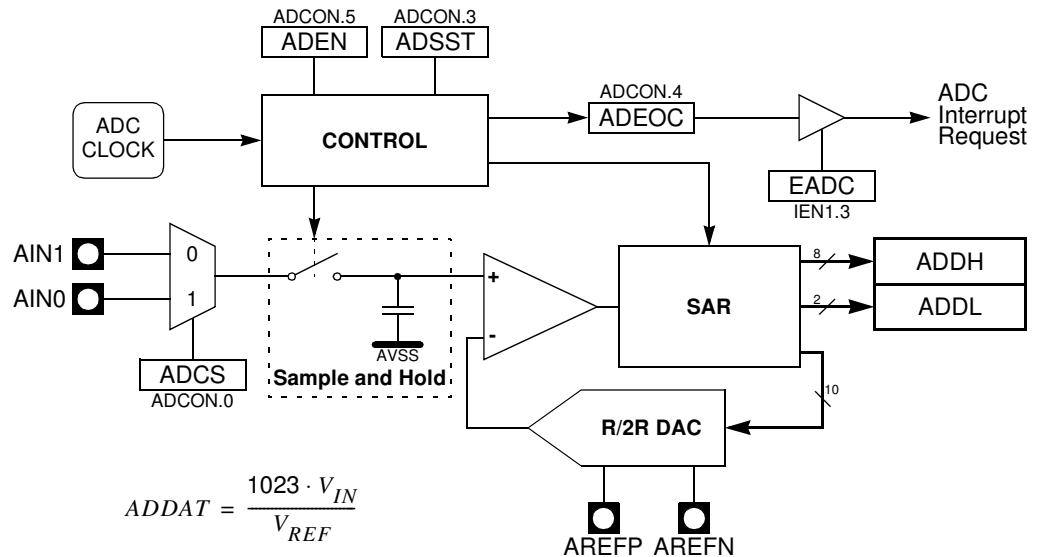 ADCON.5
ADEN
ADCON.3
ADSST
ADC
CLOCK
CONTROL
ADCON.4
ADEOC
ADC
Interrupt
Request
EADC
IEN1.3
AIN1
AIN0
0
1
ADCS
ADCON.0
AVSS
Sample and Hold
+
-
SAR
8
ADDH
2
ADDL
10
R/2R DAC
AREFP
AREFN
ADDAT = 1023 · V_IN / V_REF